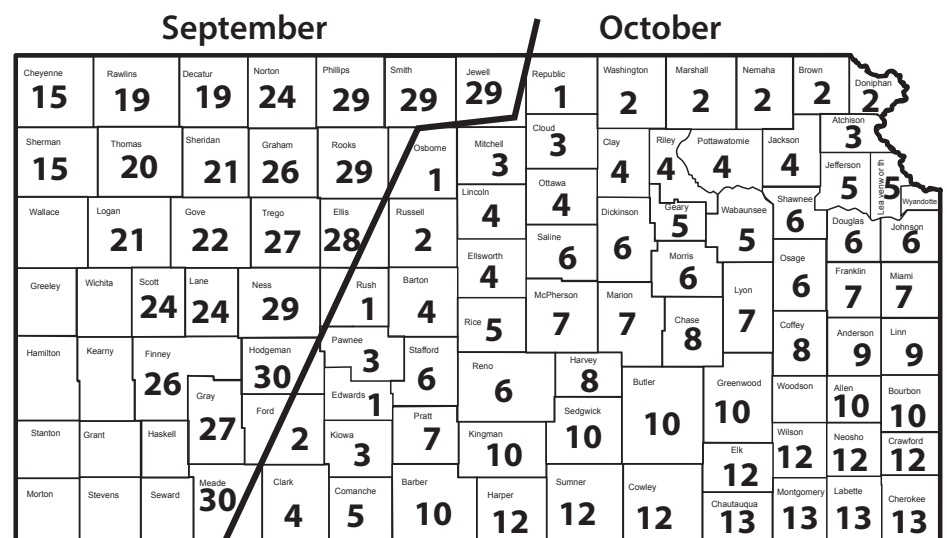 September October
Cheyenne Rawlins Decatur Norton Phillips Smith Jewell Republic Washington Marshall Nemaha Brown Doniphan
15 19 19 24 29 29 29 1 2 2 2 2 2
Atchison
3
Sherman Thomas Sheridan Graham Rooks Osborne Mitchell Cloud Clay Riley Pottawatomie Jackson Jefferson Leavenworth Wyandotte
15 20 21 26 29 1 3 3 4 4 4 4 5 5
Wallace Logan Gove Trego Ellis Russell Lincoln Ottawa Dickinson Geary Wabaunsee Shawnee Douglas Johnson
21 22 27 28 2 4 4 6 5 5 6 6 6
Saline Morris Osage
6 6 6
Greeley Wichita Scott Lane Ness Rush Barton Ellsworth McPherson Marion Chase Lyon Franklin Miami
24 24 29 1 4 4 7 7 8 7 7 7
Rice Coffey Anderson Linn
5 8 9 9
Hamilton Kearny Finney Hodgeman Pawnee Stafford Reno Harvey Butler Greenwood Woodson Allen Bourbon
26 30 3 6 6 8 10 10 10 10
Gray Ford Edwards Pratt Sedgwick
27 2 1 7 10
Stanton Grant Haskell Kiowa Kingman Elk Wilson Neosho Crawford
3 10 12 12 12 12
Morton Stevens Seward Meade Clark Comanche Barber Harper Sumner Cowley Chautauqua Montgomery Labette Cherokee
30 4 5 10 12 12 12 13 13 13 13